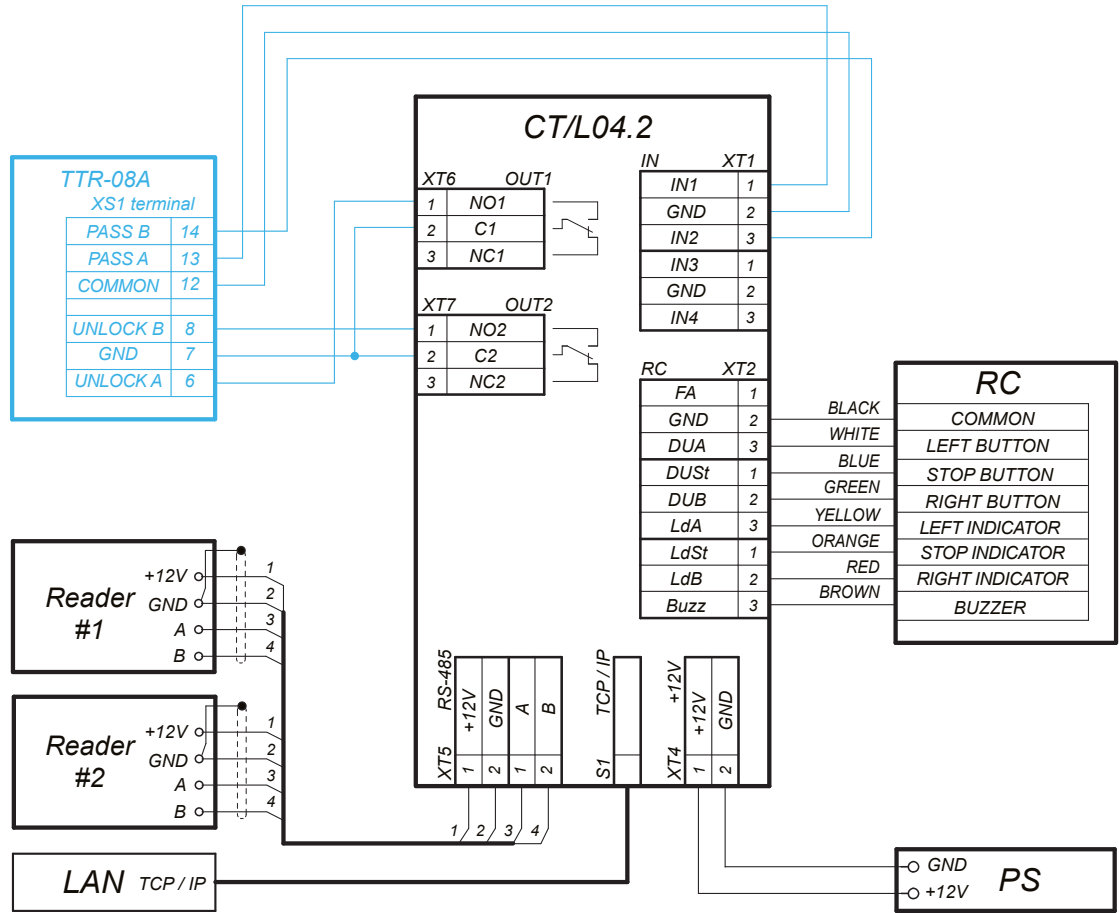 CT/L04.2
TTR-08A
XS1 terminal
PASS B 14
PASS A 13
COMMON 12
UNLOCK B 8
GND 7
UNLOCK A 6
XT6 OUT1
1 NO1
2 C1
3 NC1
XT7 OUT2
1 NO2
2 C2
3 NC2
IN XT1
IN1 1
GND 2
IN2 3
IN3 1
GND 2
IN4 3
RC XT2
FA 1
GND 2
DUA 3
DUSt 1
DUB 2
LdA 3
LdSt 1
LdB 2
Buzz 3
BLACK
WHITE
BLUE
GREEN
YELLOW
ORANGE
RED
BROWN
RC
COMMON
LEFT BUTTON
STOP BUTTON
RIGHT BUTTON
LEFT INDICATOR
STOP INDICATOR
RIGHT INDICATOR
BUZZER
Reader
#1
+12V 1
GND 2
A 3
B 4
Reader
#2
+12V 1
GND 2
A 3
B 4
XT5 RS-485
1 +12V
2 GND
1 A
2 B
S1 TCP / IP
XT4 +12V
1 +12V
2 GND
1 2 3 4
LAN TCP / IP
GND
+12V
PS